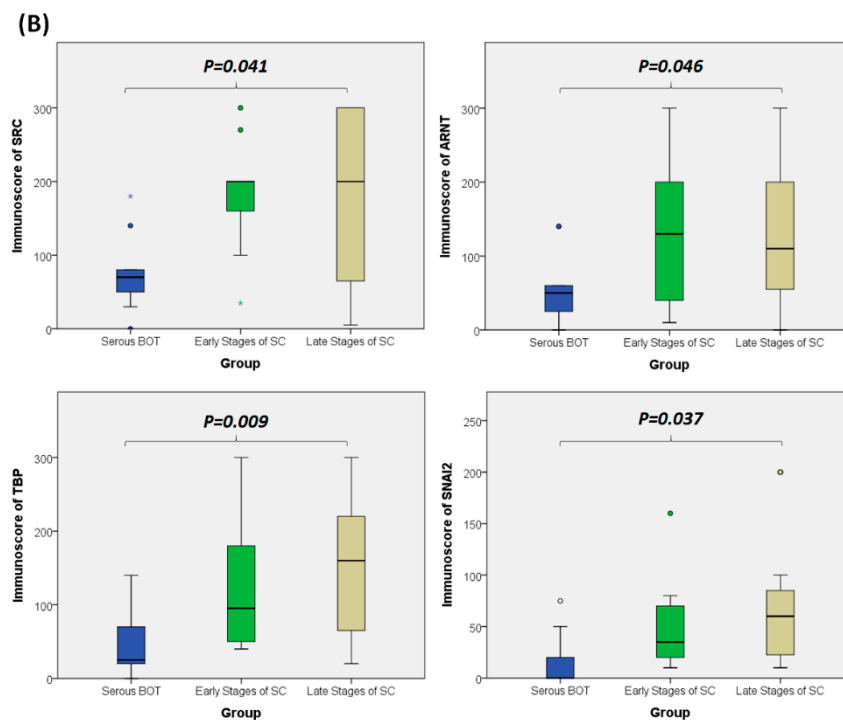 (B)
P=0.041
Immunoscore of SRC
300
200
100
0
Serous BOT
Early Stages of SC
Late Stages of SC
Group
P=0.046
Immunoscore of ARNT
300
200
100
0
Serous BOT
Early Stages of SC
Late Stages of SC
Group
P=0.009
Immunoscore of TBP
300
200
100
0
Serous BOT
Early Stages of SC
Late Stages of SC
Group
P=0.037
Immunoscore of SNAI2
250
200
150
100
50
0
Serous BOT
Early Stages of SC
Late Stages of SC
Group